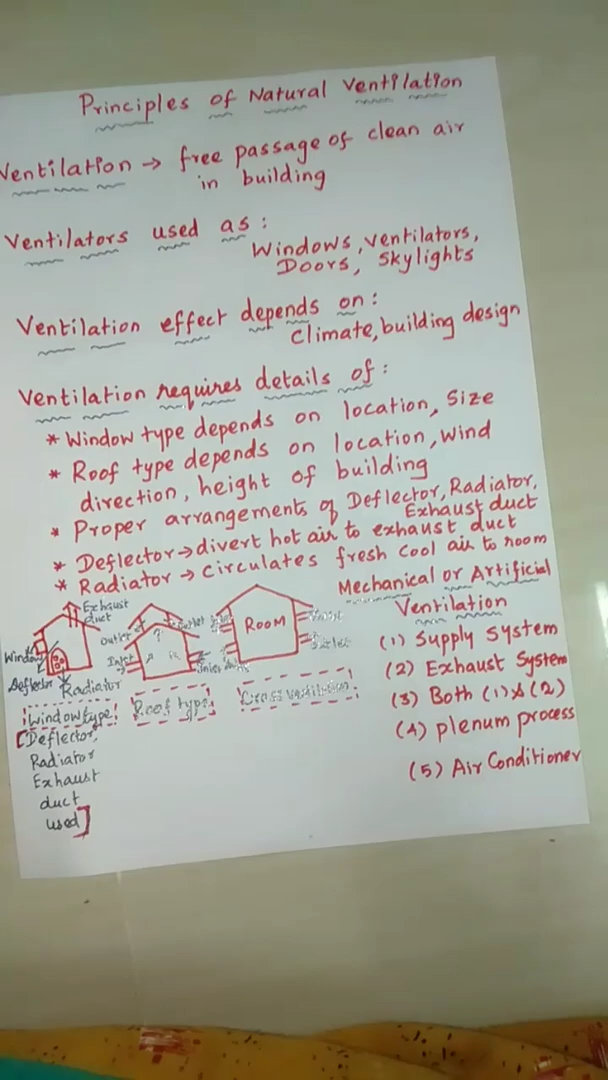 Principles of Natural Ventilation
Ventilation → free passage of clean air
in building
Ventilators used as :
Windows, ventilators,
Doors, skylights
Ventilation effect depends on :
climate, building design
Ventilation requires details of :
* Window type depends on location, size
* Roof type depends on location, wind
direction, height of building
* Proper arrangements of Deflector, Radiator,
Exhaust duct
* Deflector → divert hot air to exhaust duct
* Radiator → circulates fresh cool air to room
Exhaust
duct
Window
Deflector
Radiator
Window type
[Deflector,
Radiator
Exhaust
duct
used]
outlet
outlet
Inlet
Inlet
Roof type
ROOM
Outlet
Cross ventilation
Mechanical or Artificial
Ventilation
(1) Supply system
(2) Exhaust System
(3) Both (1) & (2)
(4) plenum process
(5) Air Conditioner